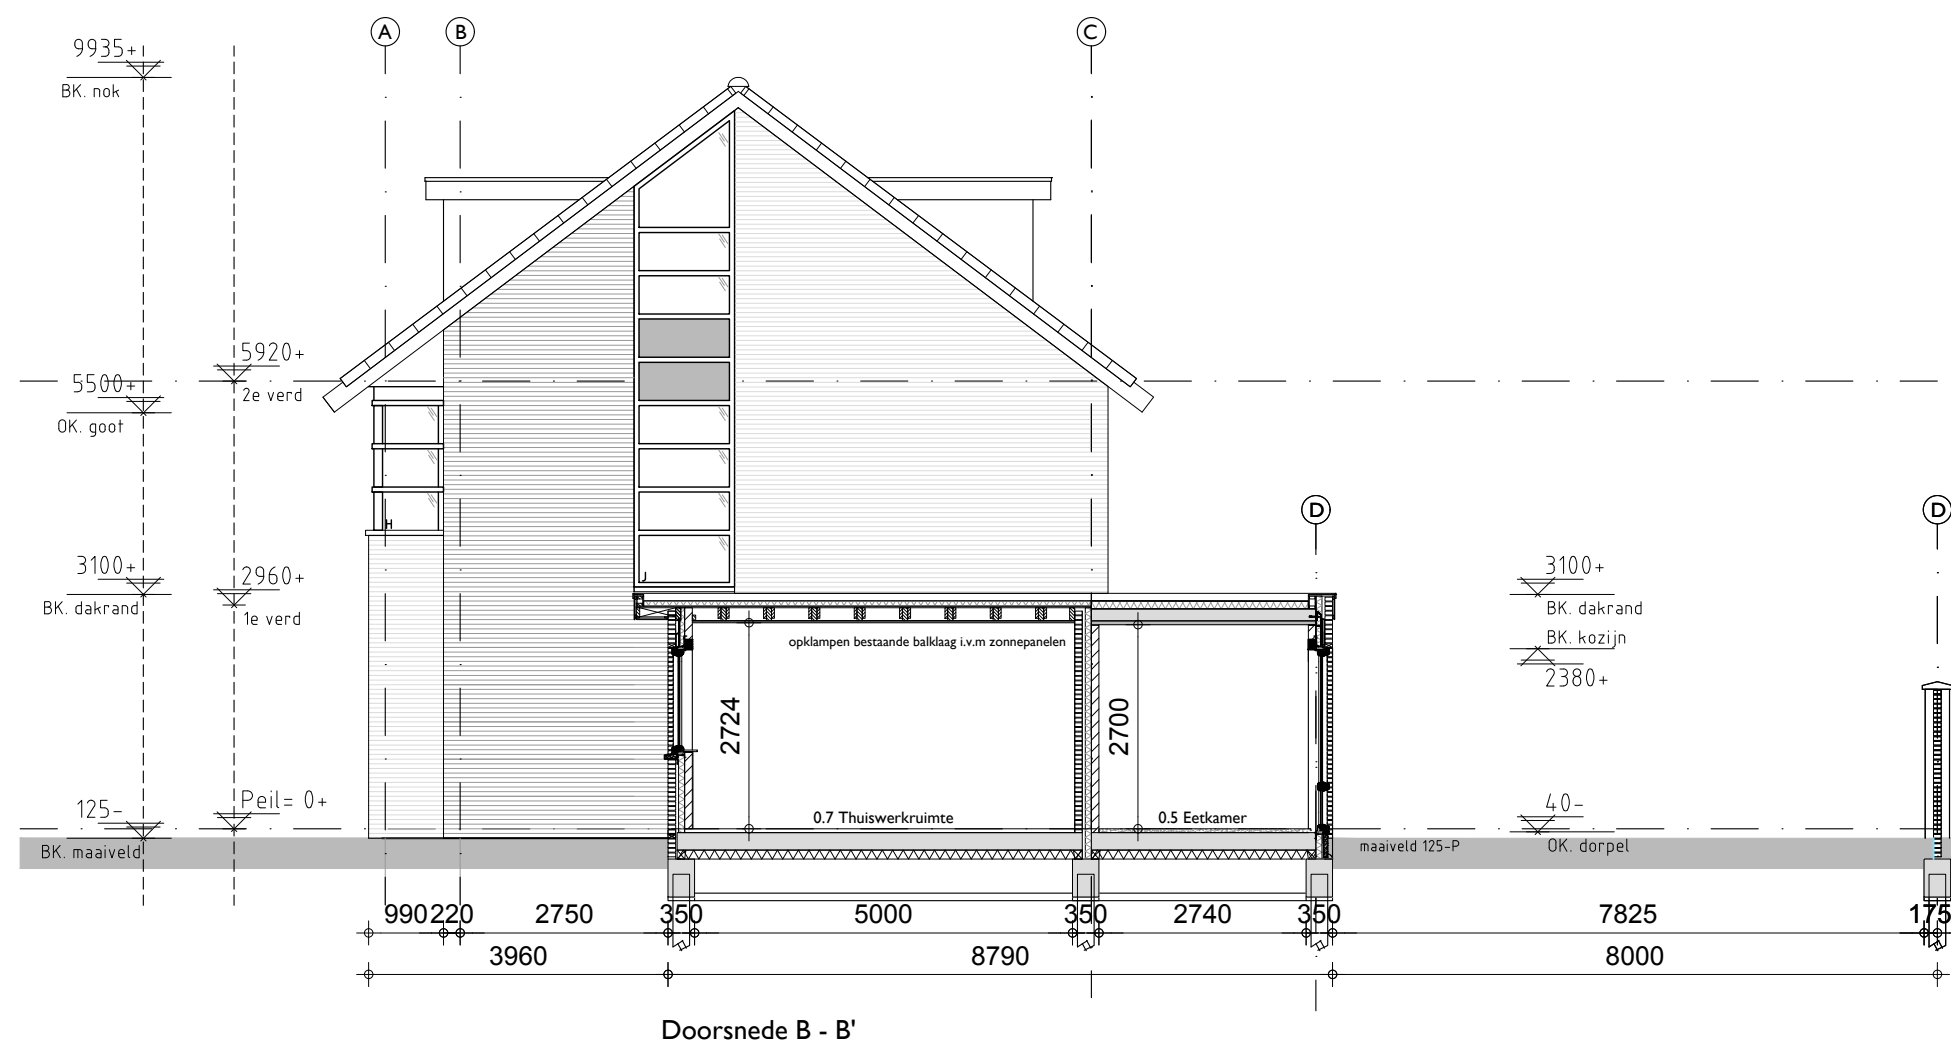 A
B
C
9935+
BK. nok
5920+
2e verd
5500+
OK. goot
H
J
D
D
3100+
BK. dakrand
2960+
1e verd
3100+
BK. dakrand
BK. kozijn
2380+
opklampen bestaande balklaag i.v.m zonnepanelen
2724
2700
125-
BK. maaiveld
Peil= 0+
0.7 Thuiswerkruimte
0.5 Eetkamer
40-
OK. dorpel
maaiveld 125-P
990 220 2750 350 5000 350 2740 350 7825 175
3960 8790 8000
Doorsnede B - B'